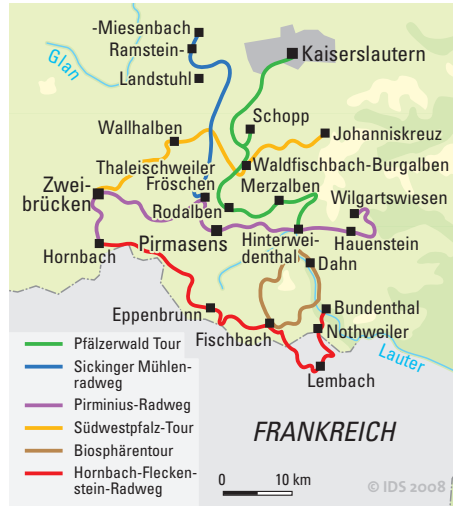 -Miesenbach
Ramstein-
Kaiserslautern
Glan
Landstuhl
Schopp
Wallhalben
Johanniskreuz
Thaleischweiler
Fröschen
Waldfischbach-Burgalben
Merzalben
Zwei-
brücken
Wilgartswiesen
Rodalben
Pirmasens
Hinterwei-
denthal
Hauenstein
Hornbach
Dahn
Eppenbrunn
Bundenthal
Fischbach
Nothweiler
Lauter
Lembach
Pfälzerwald Tour
Sickinger Mühlen-
radweg
Pirminius-Radweg
Südwestpfalz-Tour
Biosphärentour
Hornbach-Flecken-
stein-Radweg
FRANKREICH
0 10 km
© IDS 2008